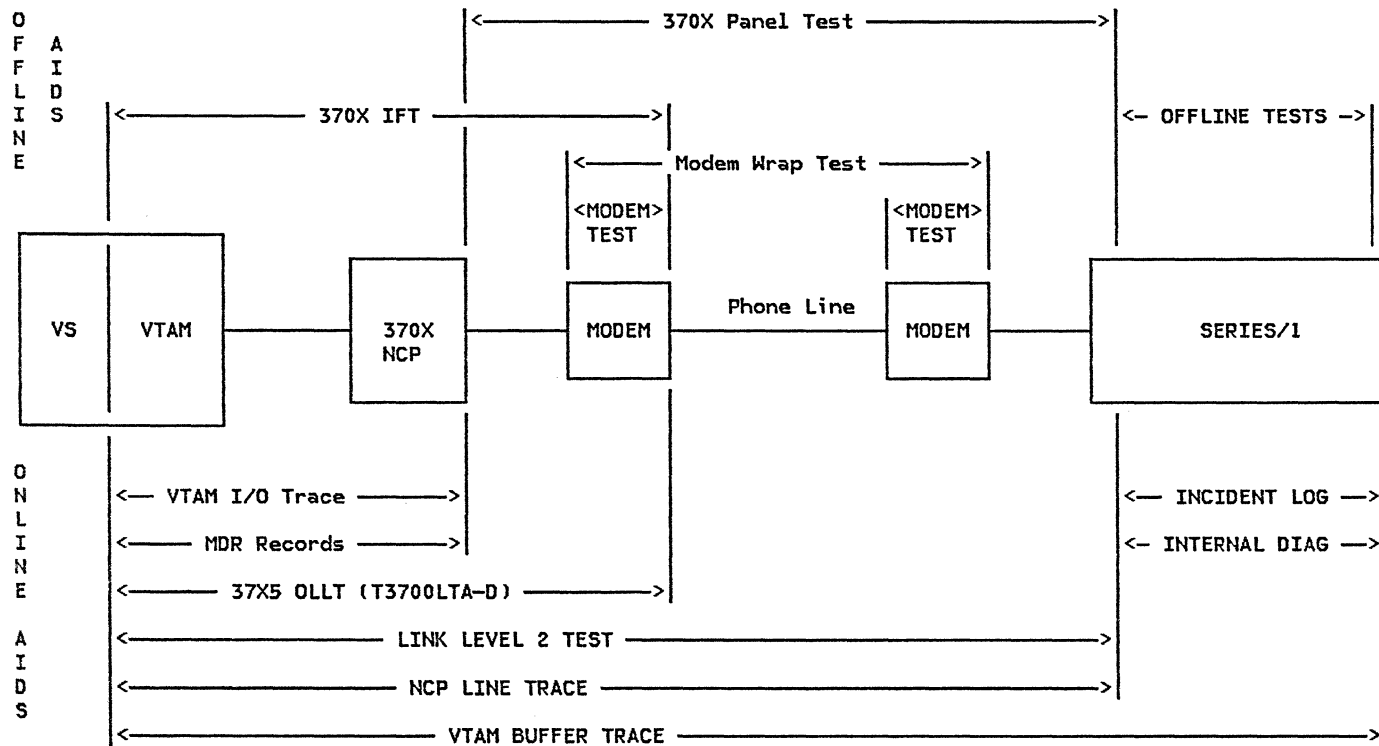 OFFLINE AIDS
<— 370X Panel Test —>
<— 370X IFT —>
<— OFFLINE TESTS —>
<— Modem Wrap Test —>
<MODEM> TEST
<MODEM> TEST
VS
VTAM
370X
NCP
MODEM
Phone Line
MODEM
SERIES/1
ONLINE AIDS
<— VTAM I/O Trace —>
<— INCIDENT LOG —>
<— MDR Records —>
<— INTERNAL DIAG —>
<— 37X5 OLLT (T3700LTA-D) —>
<— LINK LEVEL 2 TEST —>
<— NCP LINE TRACE —>
<— VTAM BUFFER TRACE —>